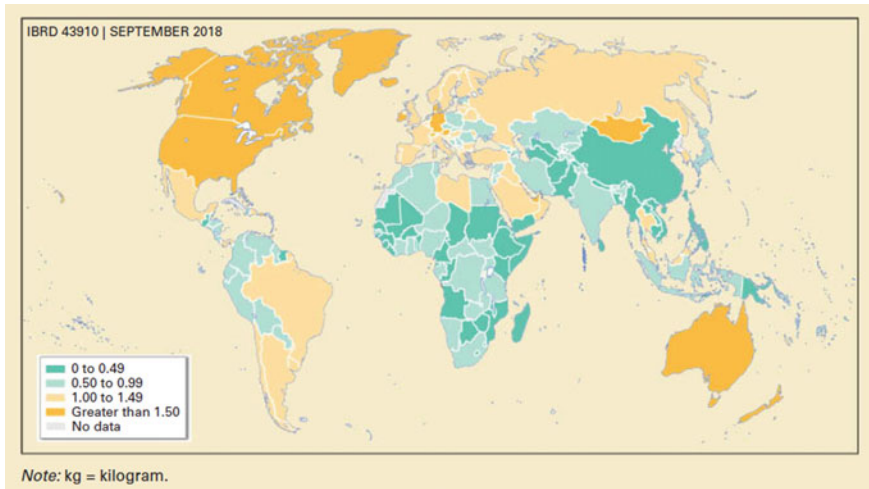 IBRD 43910 | SEPTEMBER 2018
0 to 0.49
0.50 to 0.99
1.00 to 1.49
Greater than 1.50
No data
Note: kg = kilogram.